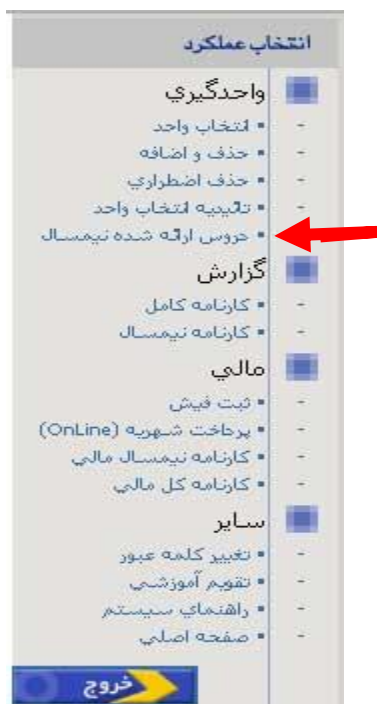 انتخاب عملکرد
واحدگيري
- • انتخاب واحد
- • حذف و اضافه
- • حذف اضطراري
- • تائيديه انتخاب واحد
- • دروس ارائه شده نيمسال
گزارش
- • کارنامه کامل
- • کارنامه نيمسال
مالي
- • ثبت فيش
- • پرداخت شهريه (OnLine)
- • کارنامه نيمسال مالي
- • کارنامه کل مالي
ساير
- • تغيير کلمه عبور
- • تقويم آموزشي
- • راهنماي سيستم
- • صفحه اصلي
خروج